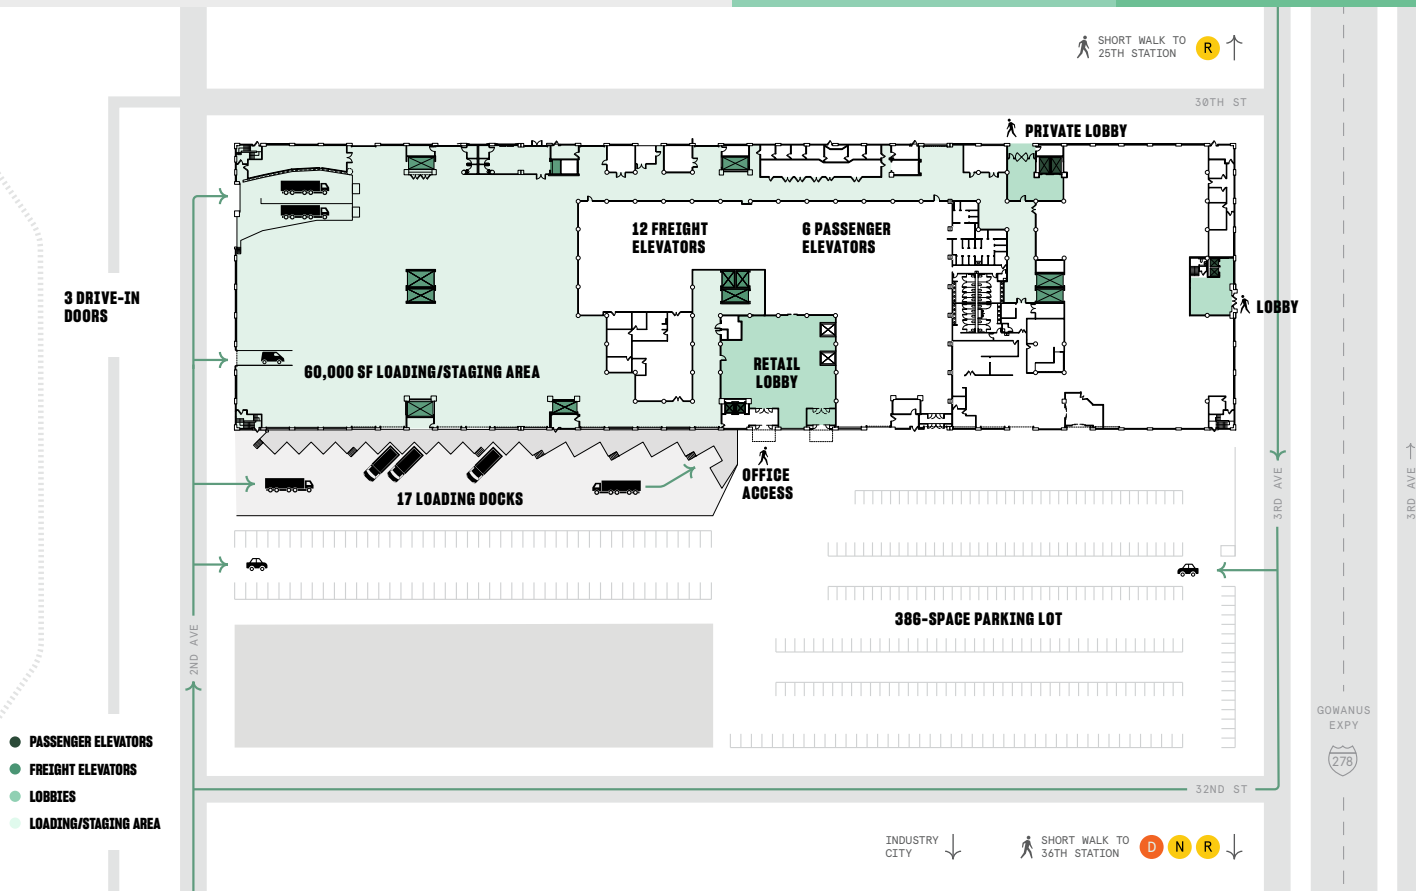 SHORT WALK TO
25TH STATION
R
30TH ST
PRIVATE LOBBY
12 FREIGHT
ELEVATORS
6 PASSENGER
ELEVATORS
3 DRIVE-IN
DOORS
LOBBY
60,000 SF LOADING/STAGING AREA
RETAIL
LOBBY
17 LOADING DOCKS
OFFICE
ACCESS
3RD AVE
3RD AVE
386-SPACE PARKING LOT
2ND AVE
GOWANUS
EXPY
278
PASSENGER ELEVATORS
FREIGHT ELEVATORS
LOBBIES
LOADING/STAGING AREA
32ND ST
INDUSTRY
CITY
SHORT WALK TO
36TH STATION
D N R